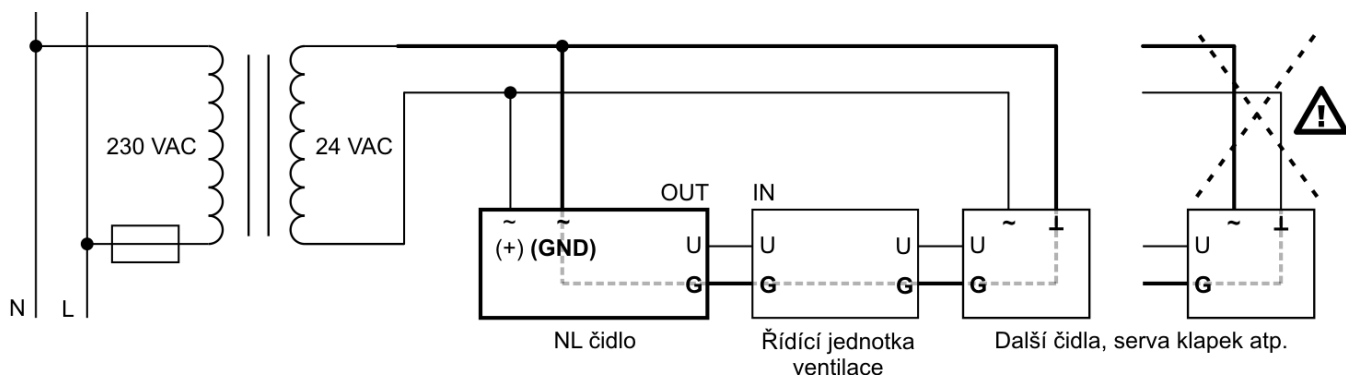 230 VAC
24 VAC
N L
OUT IN
~ ~
(+) (GND)
U U U
G G G
~ ⊥
U
G
~ ⊥
U
G
!
NL čidlo
Řídící jednotka
ventilace
Další čidla, serva klapek atp.